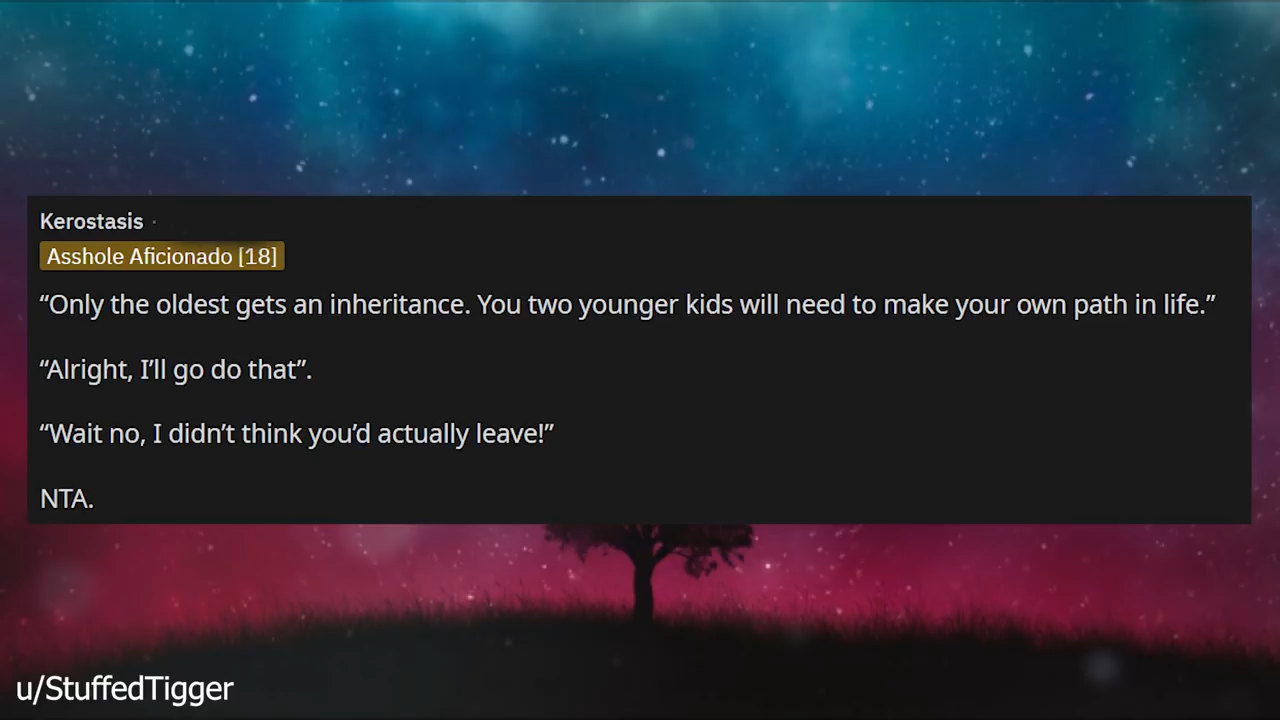 Kerostasis ·
Asshole Aficionado [18]
“Only the oldest gets an inheritance. You two younger kids will need to make your own path in life.”
“Alright, I’ll go do that”.
“Wait no, I didn’t think you’d actually leave!”
NTA.
u/StuffedTigger